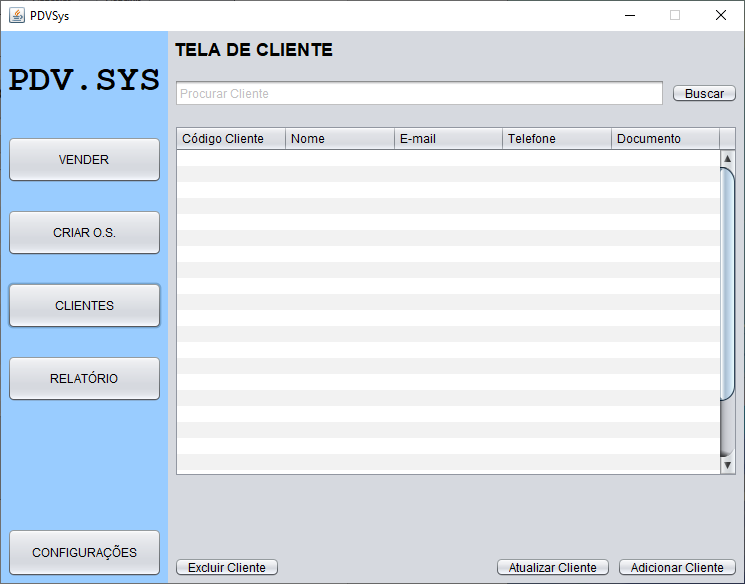 PDVSys
PDV.SYS
VENDER
CRIAR O.S.
CLIENTES
RELATÓRIO
CONFIGURAÇÕES
TELA DE CLIENTE
Procurar Cliente
Buscar
Código Cliente Nome E-mail Telefone Documento
Excluir Cliente Atualizar Cliente Adicionar Cliente